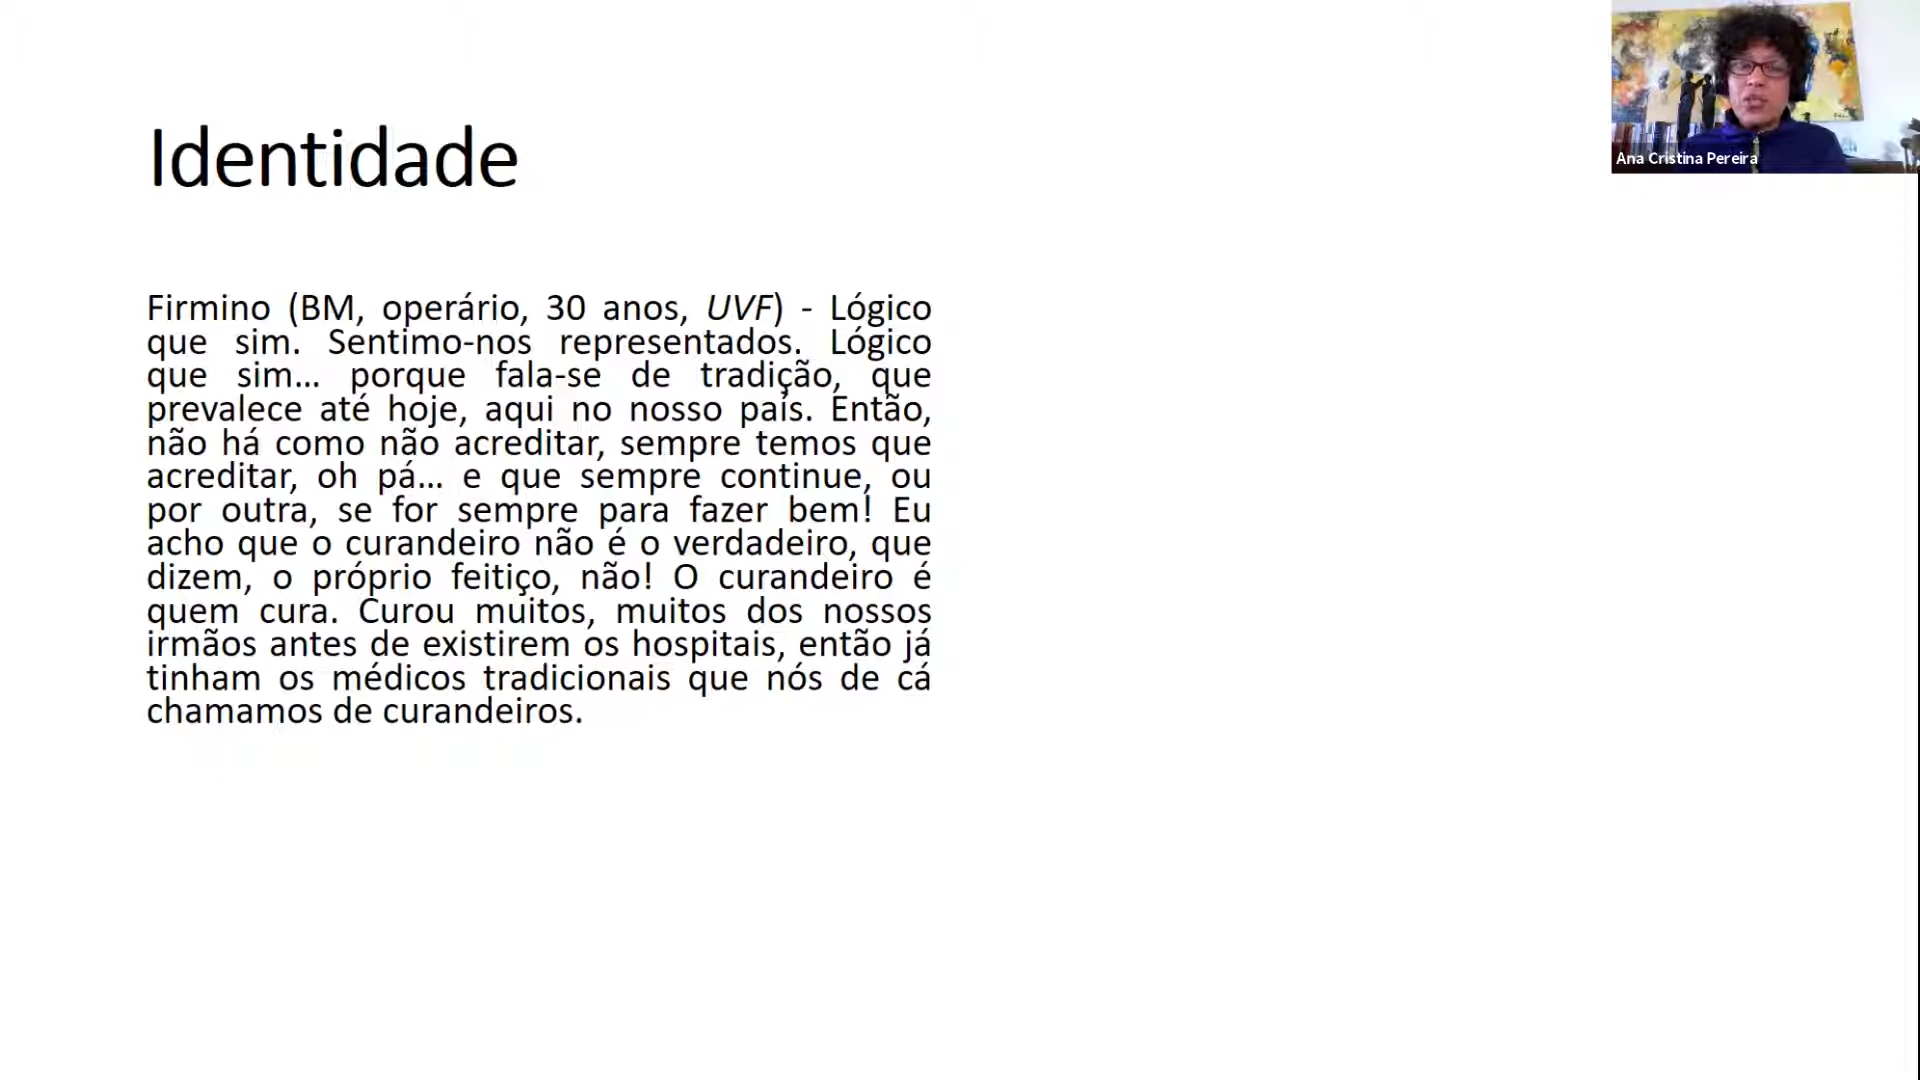 Identidade
Firmino (BM, operário, 30 anos, UVF) - Lógico
que sim. Sentimo-nos representados. Lógico
que sim... porque fala-se de tradição, que
prevalece até hoje, aqui no nosso país. Então,
não há como não acreditar, sempre temos que
acreditar, oh pá... e que sempre continue, ou
por outra, se for sempre para fazer bem! Eu
acho que o curandeiro não é o verdadeiro, que
dizem, o próprio feitiço, não! O curandeiro é
quem cura. Curou muitos, muitos dos nossos
irmãos antes de existirem os hospitais, então já
tinham os médicos tradicionais que nós de cá
chamamos de curandeiros.
Ana Cristina Pereira